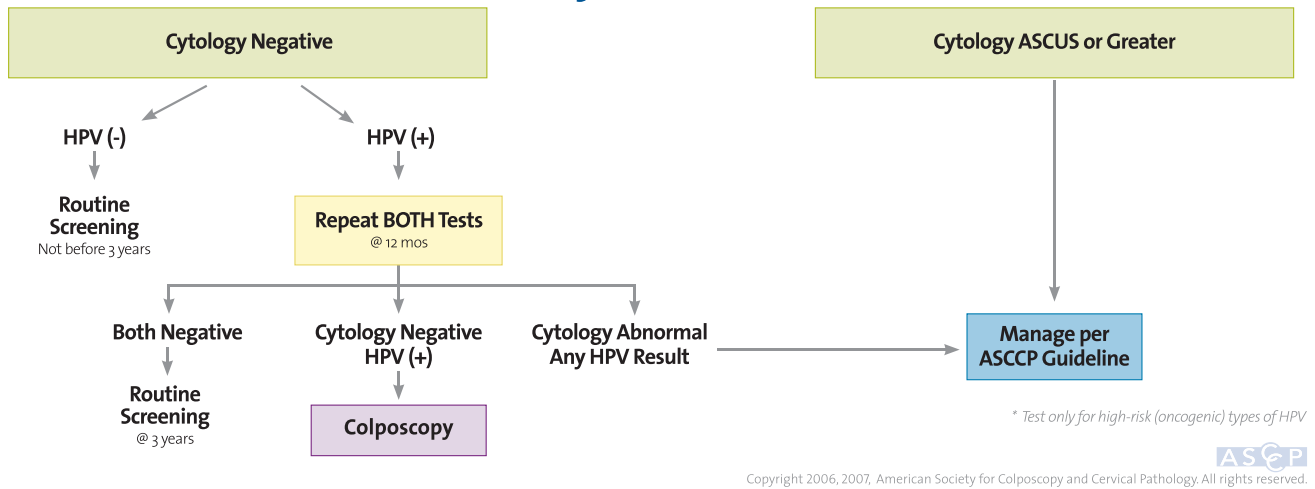 Cytology Negative
Cytology ASCUS or Greater
HPV (-)
HPV (+)
Routine
Screening
Not before 3 years
Repeat BOTH Tests
@ 12 mos
Both Negative
Cytology Negative
HPV (+)
Cytology Abnormal
Any HPV Result
Manage per
ASCCP Guideline
Routine
Screening
@ 3 years
Colposcopy
* Test only for high-risk (oncogenic) types of HPV
ASCCP
Copyright 2006, 2007, American Society for Colposcopy and Cervical Pathology. All rights reserved.